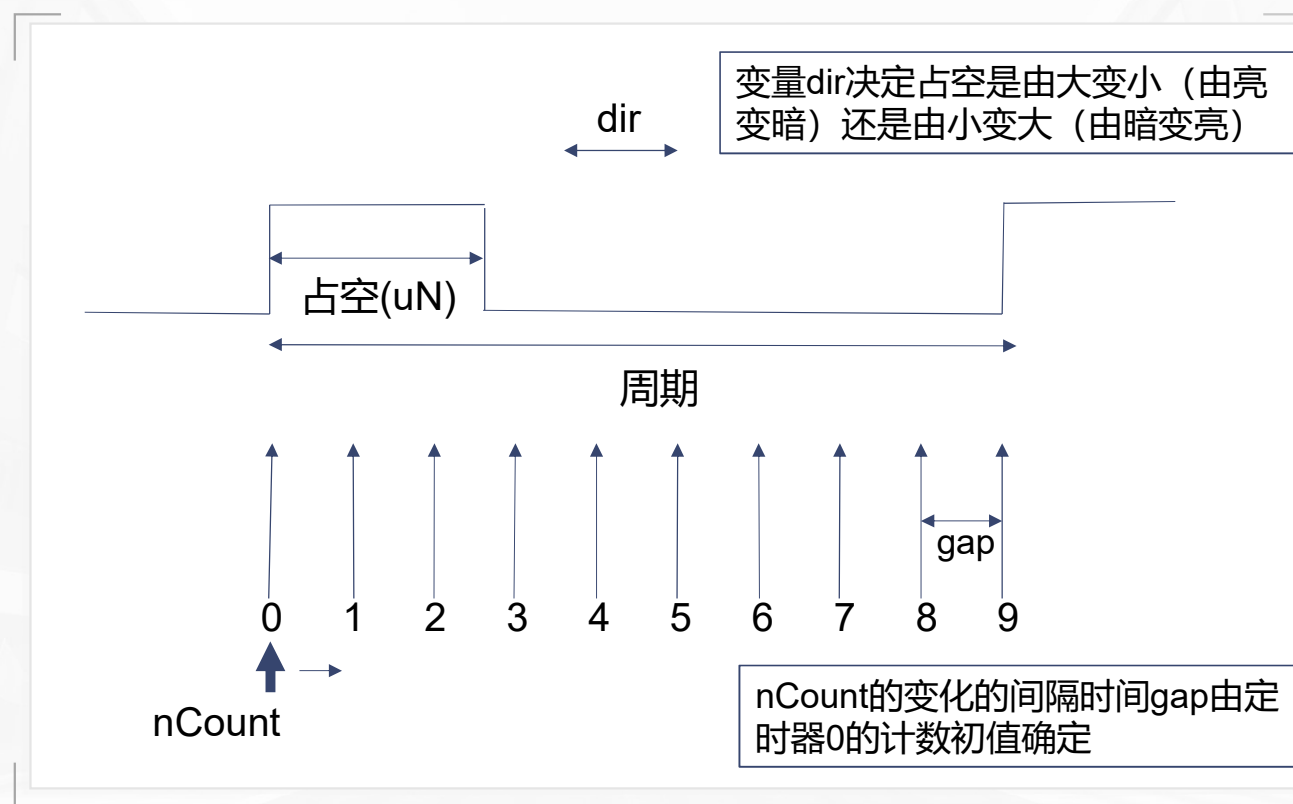 变量dir决定占空是由大变小（由亮
变暗）还是由小变大（由暗变亮）
dir
占空(uN)
周期
gap
0 1 2 3 4 5 6 7 8 9
nCount
nCount的变化的间隔时间gap由定
时器0的计数初值确定